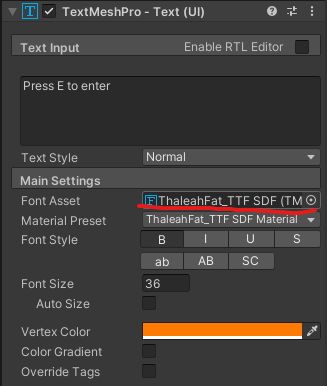 TextMeshPro - Text (UI)
Text Input Enable RTL Editor
Press E to enter
Text Style Normal
Main Settings
Font Asset ThaleahFat_TTF SDF (TM
Material Preset ThaleahFat_TTF SDF Material
Font Style B I U S
ab AB SC
Font Size 36
Auto Size
Vertex Color
Color Gradient
Override Tags